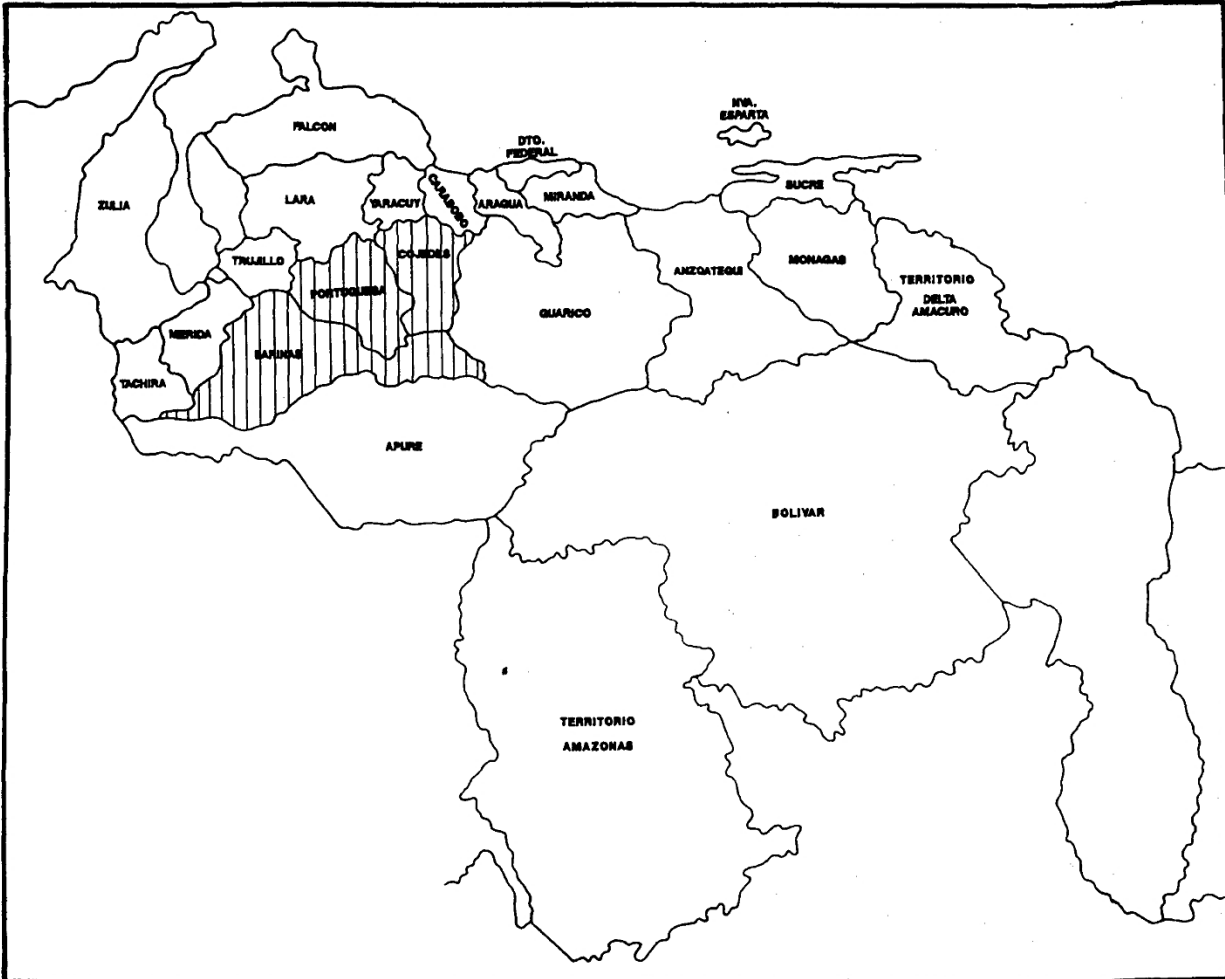 NVA.
ESPARTA
FALCON
DTO.
FEDERAL
SUCRE
ZULIA
LARA
YARACUY
CARABOBO
ARAGUA
MIRANDA
TRUJILLO
COJEDES
PORTUGUESA
ANZOATEGUI
MONAGAS
TERRITORIO
DELTA
AMACURO
GUARICO
MERIDA
BARINAS
TACHIRA
APURE
BOLIVAR
TERRITORIO
AMAZONAS